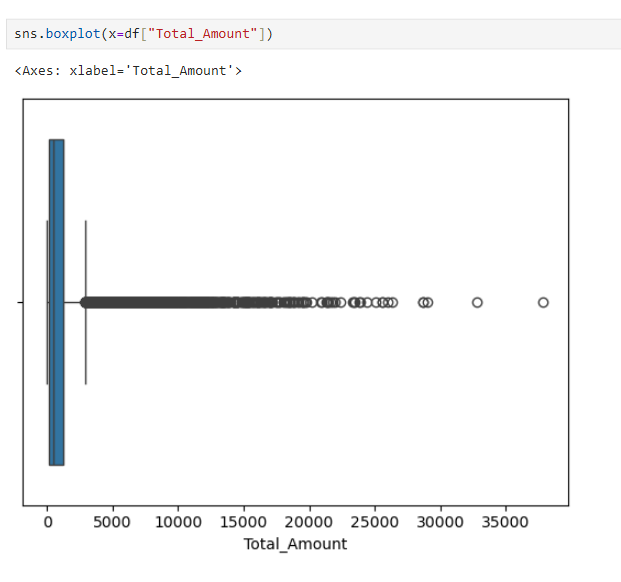 sns.boxplot(x=df["Total_Amount"])
<Axes: xlabel='Total_Amount'>
0 5000 10000 15000 20000 25000 30000 35000
Total_Amount